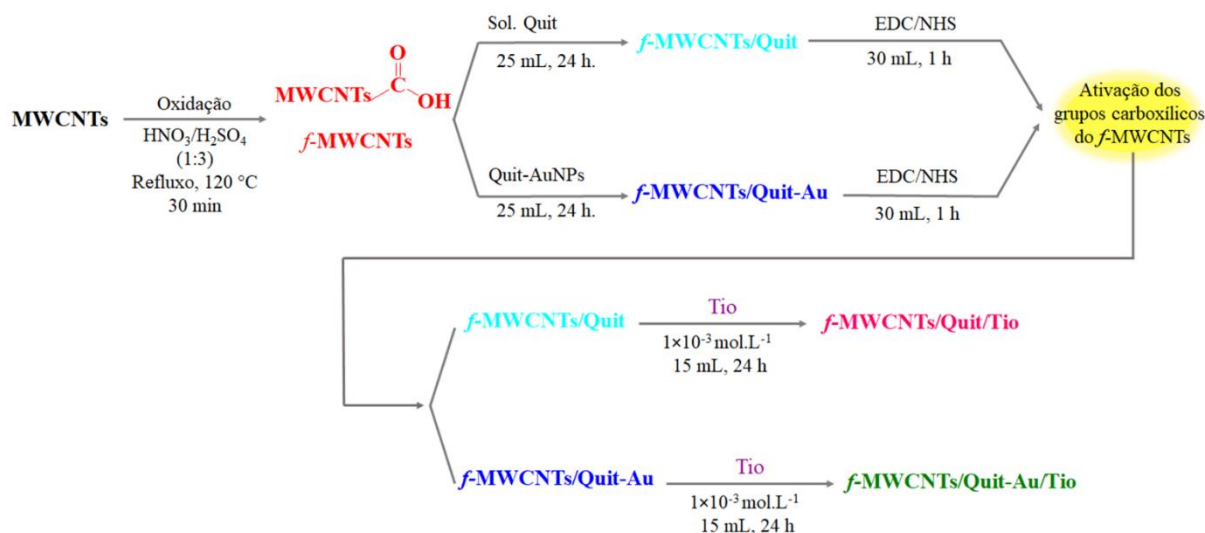 MWCNTs
Oxidação
HNO₃/H₂SO₄
(1:3)
Refluxo, 120 °C
30 min
O
MWCNTs C
OH
f-MWCNTs
Sol. Quit
25 mL, 24 h.
f-MWCNTs/Quit
EDC/NHS
30 mL, 1 h
Quit-AuNPs
25 mL, 24 h.
f-MWCNTs/Quit-Au
EDC/NHS
30 mL, 1 h
Ativação dos
grupos carboxílicos
do f-MWCNTs
f-MWCNTs/Quit
Tio
1×10⁻³ mol.L⁻¹
15 mL, 24 h
f-MWCNTs/Quit/Tio
f-MWCNTs/Quit-Au
Tio
1×10⁻³ mol.L⁻¹
15 mL, 24 h
f-MWCNTs/Quit-Au/Tio